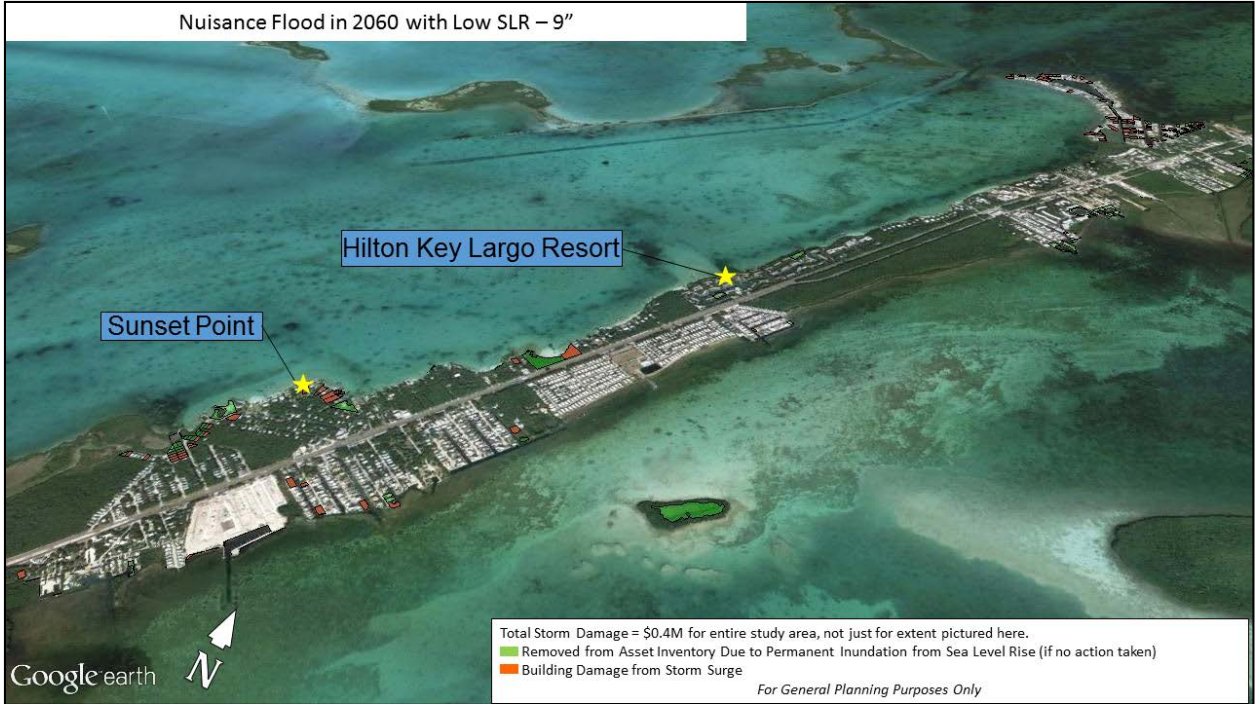 Nuisance Flood in 2060 with Low SLR – 9”
Hilton Key Largo Resort
Sunset Point
Total Storm Damage = $0.4M for entire study area, not just for extent pictured here.
Removed from Asset Inventory Due to Permanent Inundation from Sea Level Rise (if no action taken)
Building Damage from Storm Surge
For General Planning Purposes Only
Google earth
N